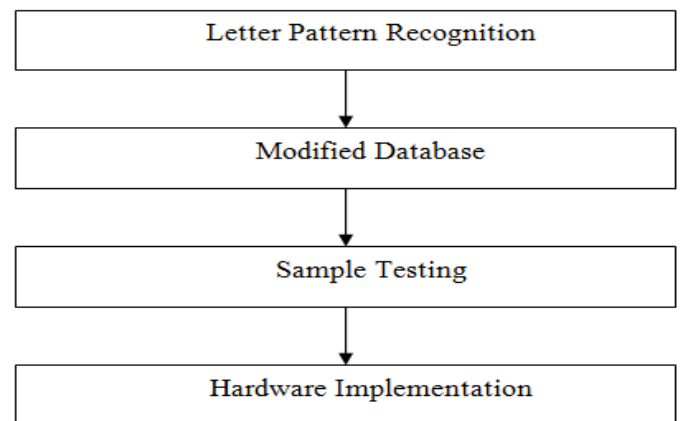 Letter Pattern Recognition
Modified Database
Sample Testing
Hardware Implementation